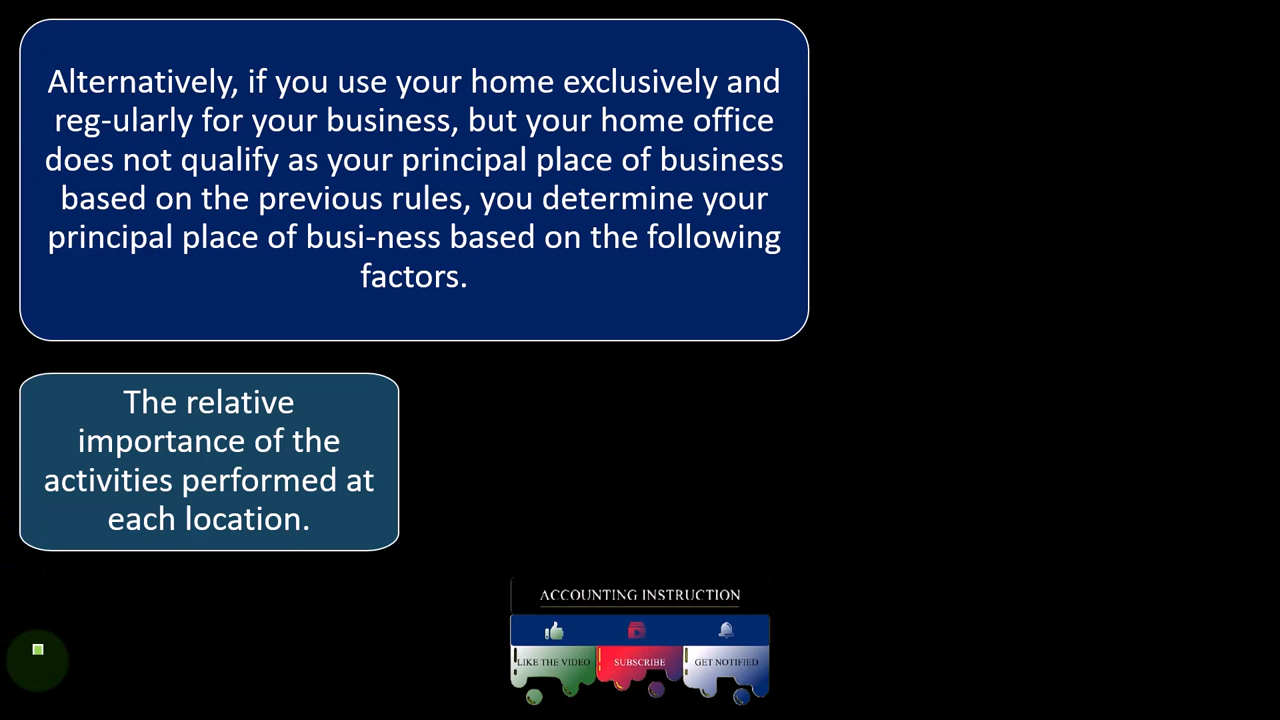 Alternatively, if you use your home exclusively and
reg-ularly for your business, but your home office
does not qualify as your principal place of business
based on the previous rules, you determine your
principal place of busi-ness based on the following
factors.
The relative
importance of the
activities performed at
each location.
ACCOUNTING INSTRUCTION
LIKE THE VIDEO SUBSCRIBE GET NOTIFIED